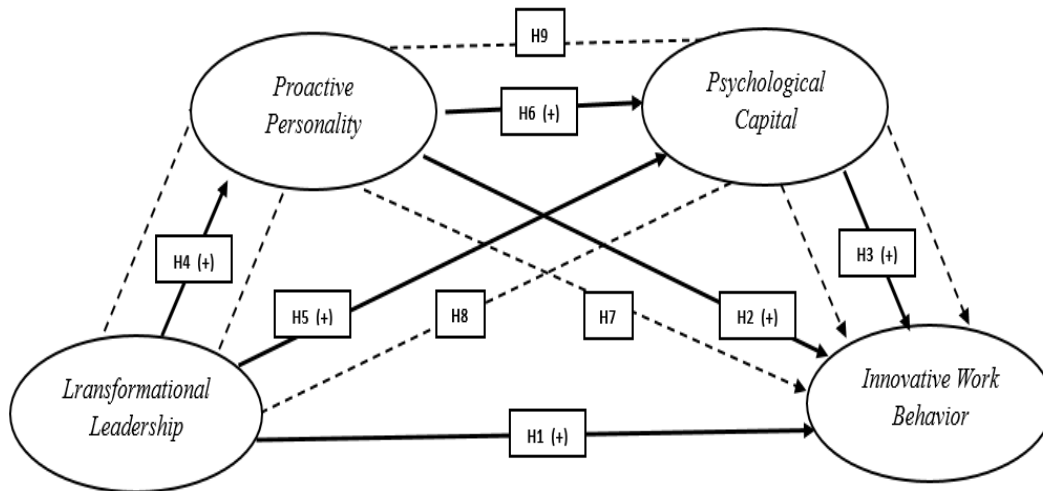 H9
Proactive
Personality
Psychological
Capital
H6 (+)
H4 (+)
H3 (+)
H5 (+)
H8
H7
H2 (+)
Lransformational
Leadership
Innovative Work
Behavior
H1 (+)